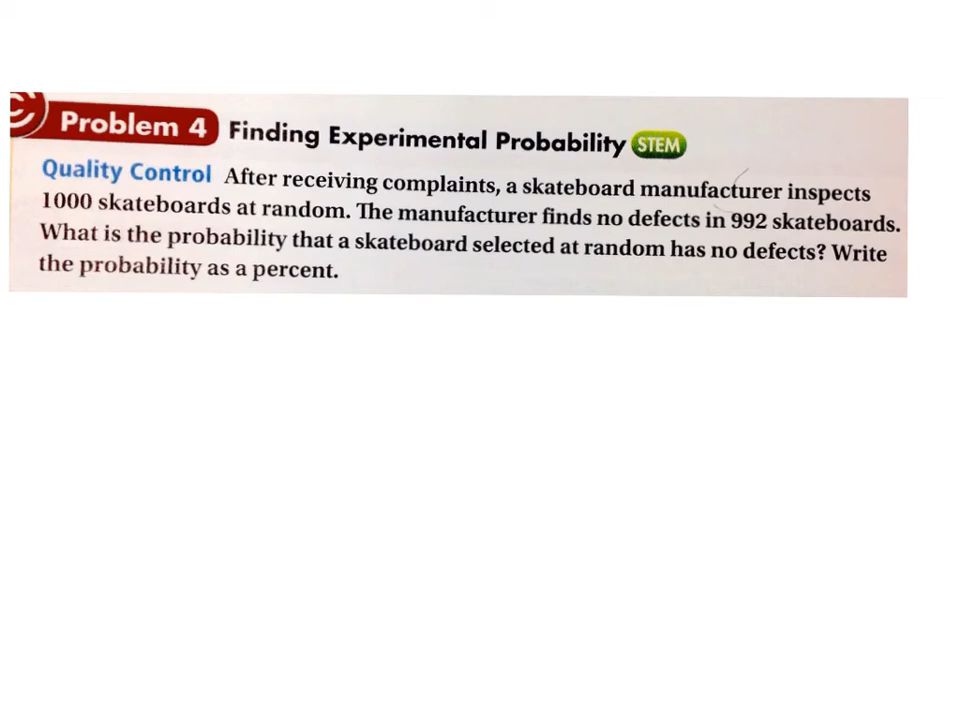 Problem 4 Finding Experimental Probability STEM
Quality Control After receiving complaints, a skateboard manufacturer inspects
1000 skateboards at random. The manufacturer finds no defects in 992 skateboards.
What is the probability that a skateboard selected at random has no defects? Write
the probability as a percent.